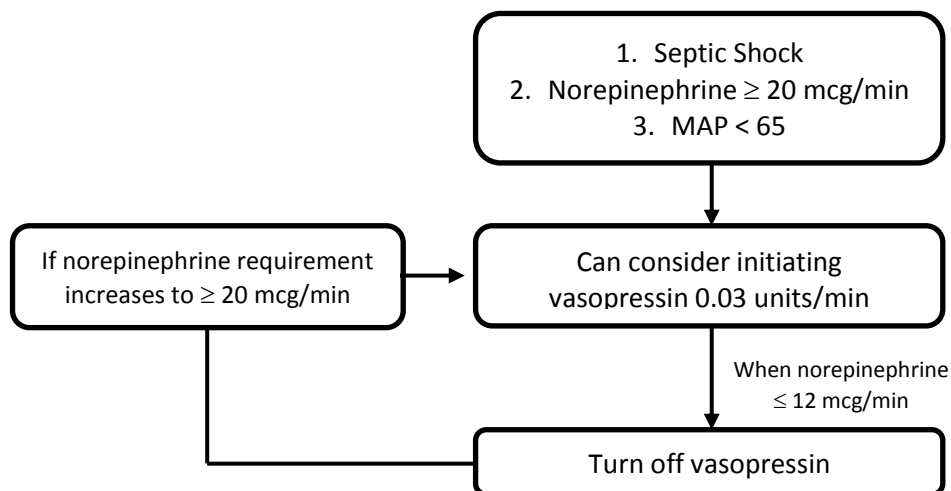 1. Septic Shock
2. Norepinephrine ≥ 20 mcg/min
3. MAP < 65
If norepinephrine requirement
increases to ≥ 20 mcg/min
Can consider initiating
vasopressin 0.03 units/min
When norepinephrine
≤ 12 mcg/min
Turn off vasopressin